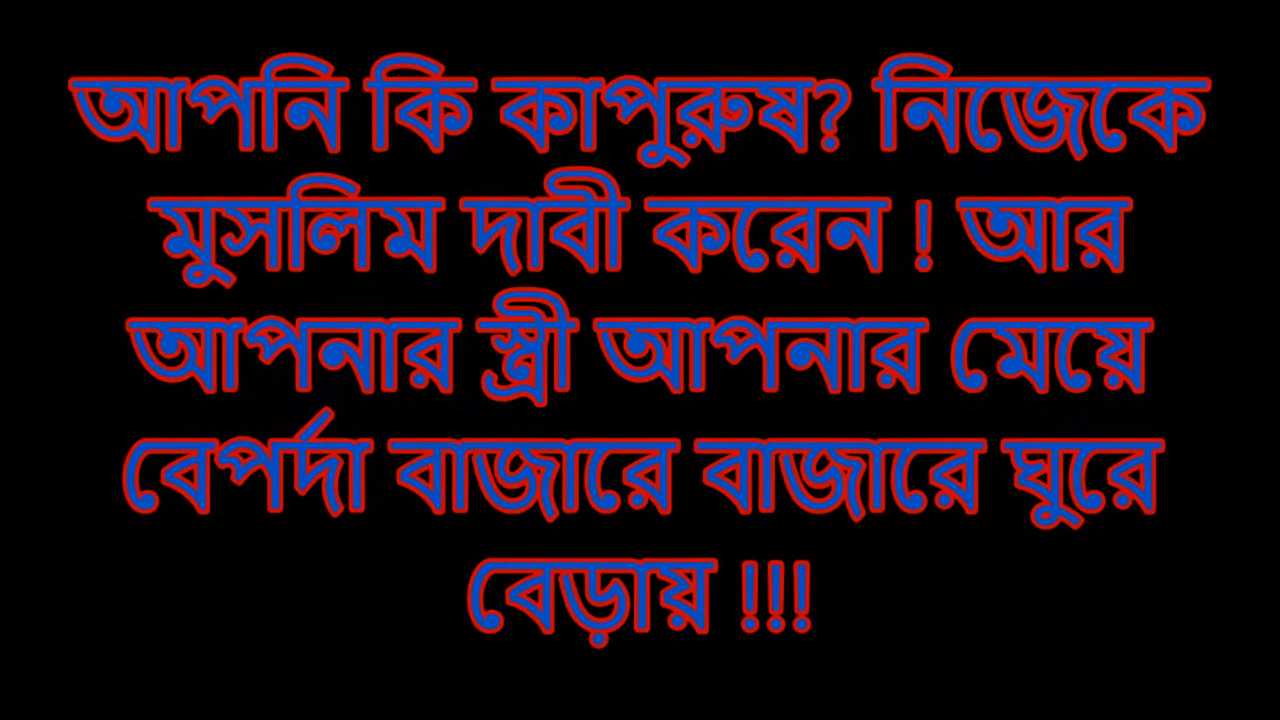 আপনি কি কাপুরুষ? নিজেকে
মুসলিম দাবী করেন ! আর
আপনার স্ত্রী আপনার মেয়ে
বেপর্দা বাজারে বাজারে ঘুরে
বেড়ায় !!!